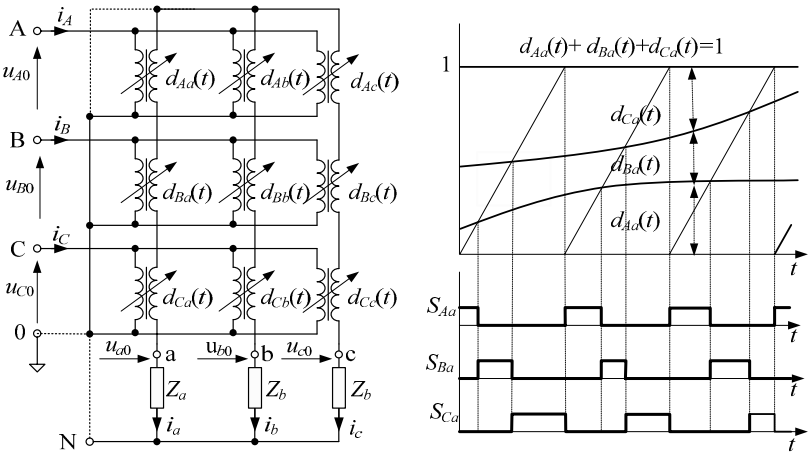 A
i_A
u_A0
d_Aa(t)
d_Ab(t)
d_Ac(t)
B
i_B
u_B0
d_Ba(t)
d_Bb(t)
d_Bc(t)
C
i_C
u_C0
d_Ca(t)
d_Cb(t)
d_Cc(t)
0
u_a0
a
u_b0
b
u_c0
c
Z_a
Z_b
Z_b
i_a
i_b
i_c
N
d_Aa(t)+ d_Ba(t)+d_Ca(t)=1
1
d_Ca(t)
d_Ba(t)
d_Aa(t)
t
S_Aa
t
S_Ba
t
S_Ca
t